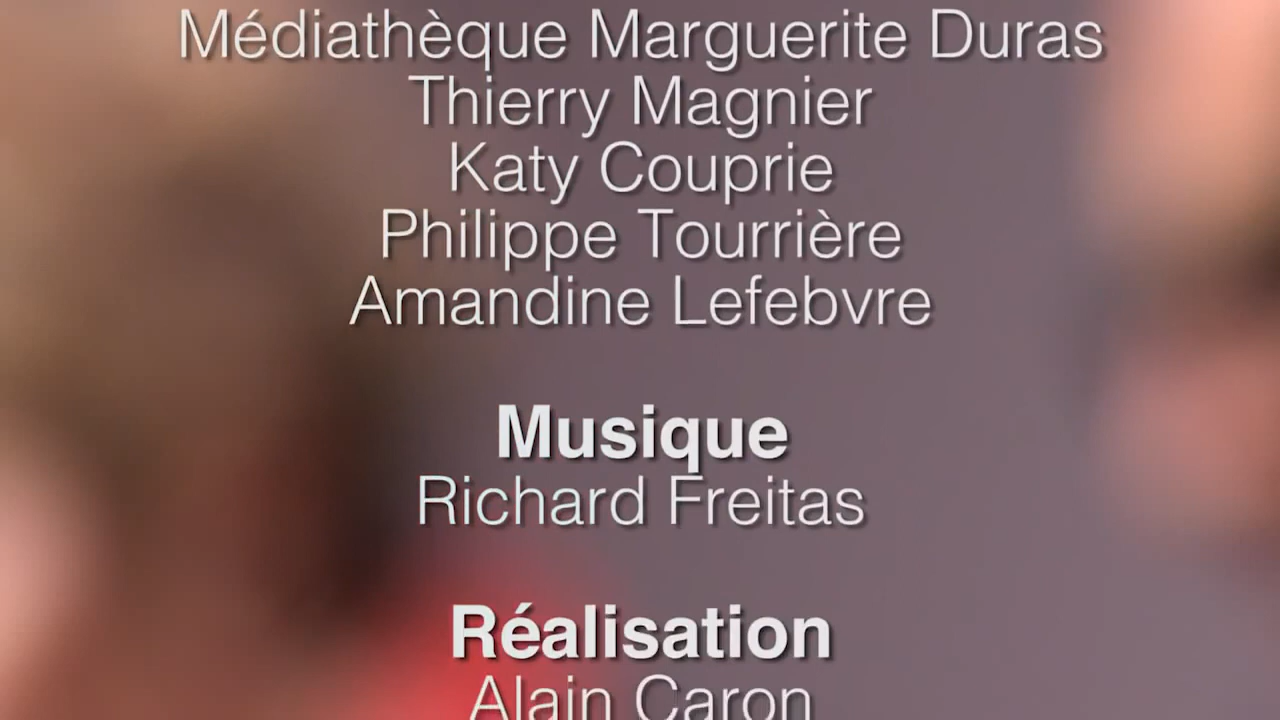 Médiathèque Marguerite Duras
Thierry Magnier
Katy Couprie
Philippe Tourrière
Amandine Lefebvre
Musique
Richard Freitas
Réalisation
Alain Caron